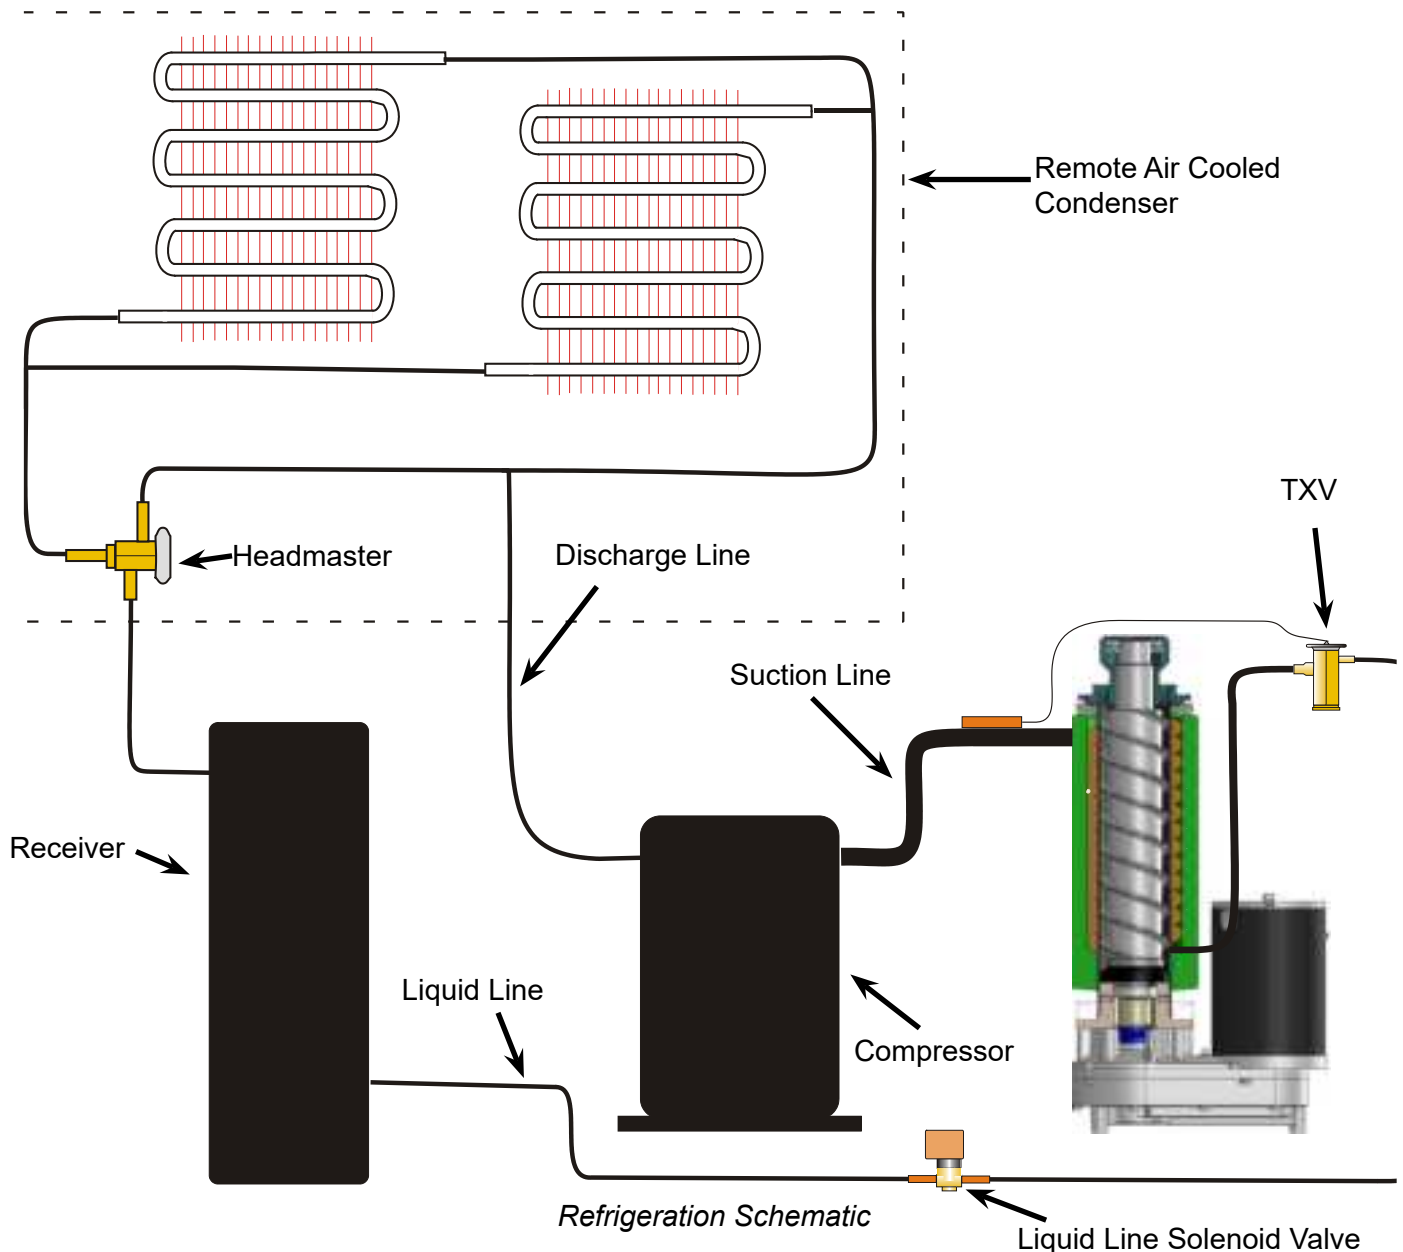 Remote Air Cooled
Condenser
TXV
Headmaster
Discharge Line
Suction Line
Receiver
Liquid Line
Compressor
Refrigeration Schematic
Liquid Line Solenoid Valve